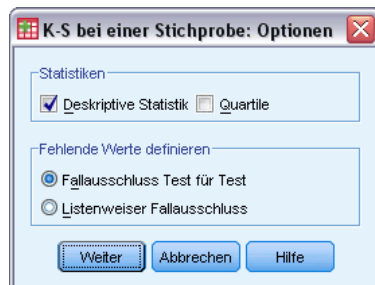 K-S bei einer Stichprobe: Optionen
Statistiken
Deskriptive Statistik Quartile
Fehlende Werte definieren
Fallausschluss Test für Test
Listenweiser Fallausschluss
Weiter Abbrechen Hilfe